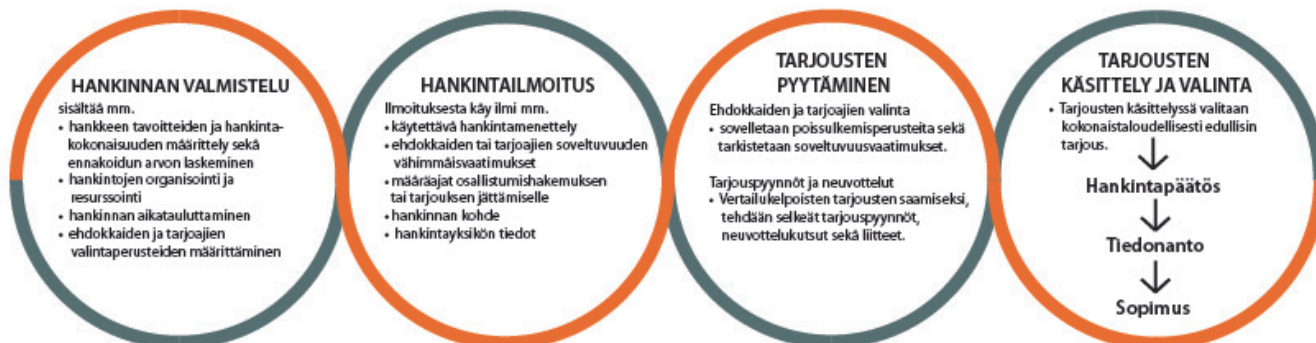 HANKINNAN VALMISTELU
sisältää mm.
• hankkeen tavoitteiden ja hankinta-
kokonaisuuden määrittely sekä
ennakoidun arvon laskeminen
• hankintojen organisointi ja
resurssointi
• hankinnan aikatauluttaminen
• ehdokkaiden ja tarjoajien
valintaperusteiden määrittäminen
HANKINTAILMOITUS
Ilmoituksesta käy ilmi mm.
• käytettävä hankintamenettely
• ehdokkaiden tai tarjoajien soveltuvuuden
vähimmäisvaatimukset
• määräajat osallistumishakemuksen
tai tarjouksen jättämiselle
• hankinnan kohde
• hankintayksikön tiedot
TARJOUSTEN
PYYTÄMINEN
Ehdokkaiden ja tarjoajien valinta
• sovelletaan poissulkemisperusteita sekä
tarkistetaan soveltuvuusvaatimukset.
Tarjouspyynnöt ja neuvottelut
• Vertailukelpoisten tarjousten saamiseksi,
tehdään selkeät tarjouspyynnöt,
neuvottelukutsut sekä liitteet.
TARJOUSTEN
KÄSITTELY JA VALINTA
• Tarjousten käsittelyssä valitaan
kokonaistaloudellisesti edullisin
tarjous.
Hankintapäätös
Tiedonanto
Sopimus